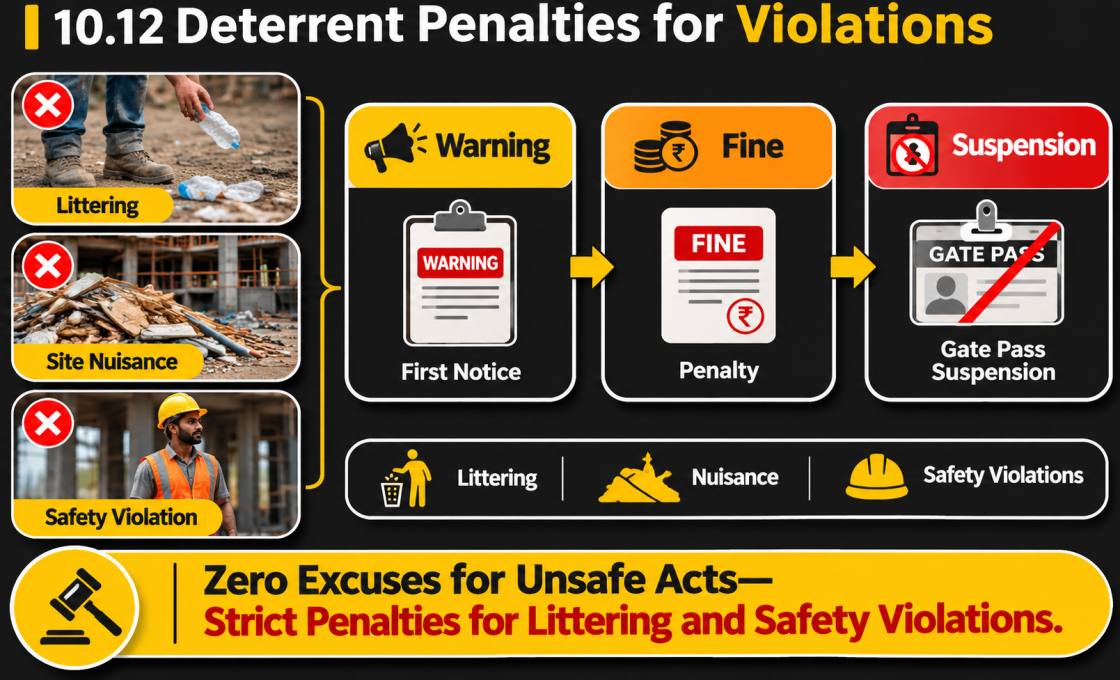 10.12 Deterrent Penalties for Violations
Littering
Site Nuisance
Safety Violation
Warning
WARNING
First Notice
Fine
₹
FINE
₹
Penalty
Suspension
GATE PASS
Gate Pass
Suspension
Littering
Nuisance
Safety Violations
Zero Excuses for Unsafe Acts—
Strict Penalties for Littering and Safety Violations.